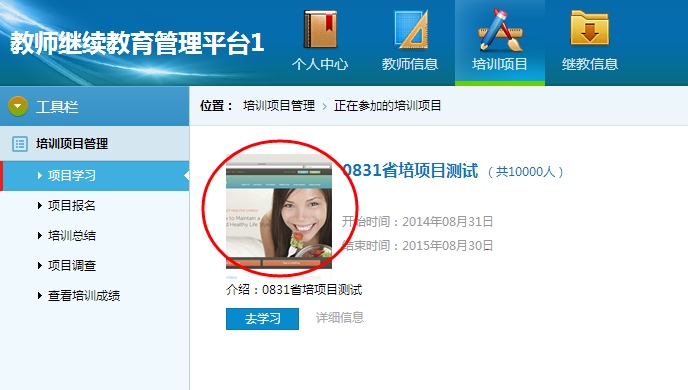 教师继续教育管理平台1
个人中心
教师信息
培训项目
继教信息
工具栏
位置： 培训项目管理 > 正在参加的培训项目
培训项目管理
项目学习
项目报名
培训总结
项目调查
查看培训成绩
0831省培项目测试 （共10000人）
开始时间：2014年08月31日
结束时间：2015年08月30日
介绍：0831省培项目测试
去学习
详细信息